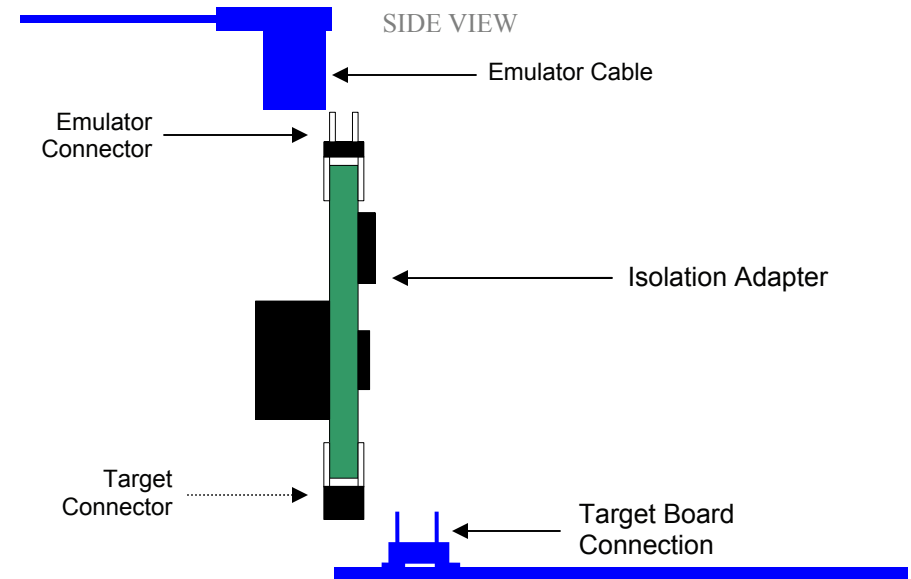 SIDE VIEW
Emulator Cable
Emulator
Connector
Isolation Adapter
Target
Connector
Target Board
Connection